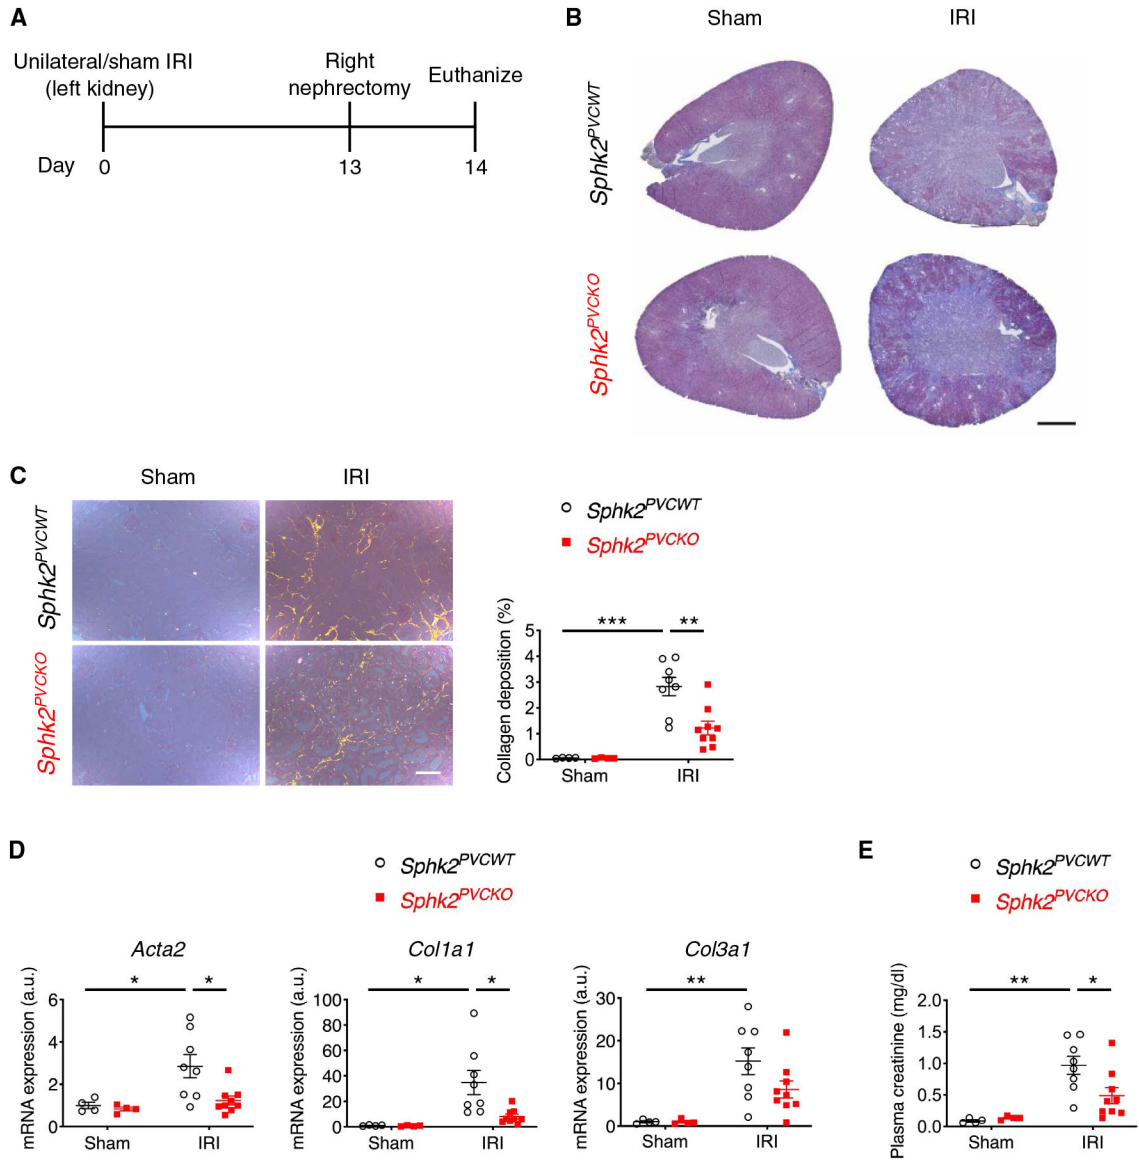 A
Unilateral/sham IRI
(left kidney)
Right
nephrectomy
Euthanize
Day 0 13 14
B
Sham IRI
Sphk2PVCWT
Sphk2PVCKO
C
Sham IRI
Sphk2PVCWT
Sphk2PVCKO
Sphk2PVCWT
Sphk2PVCKO
Collagen deposition (%)
*** **
5
4
3
2
1
0
Sham IRI
D
Sphk2PVCWT
Sphk2PVCKO
Acta2
mRNA expression (a.u.)
* *
6
4
2
0
Sham IRI
Col1a1
mRNA expression (a.u.)
* *
100
80
60
40
20
0
Sham IRI
Col3a1
mRNA expression (a.u.)
**
30
20
10
0
Sham IRI
E
Sphk2PVCWT
Sphk2PVCKO
Plasma creatinine (mg/dl)
** *
2.0
1.5
1.0
0.5
0.0
Sham IRI